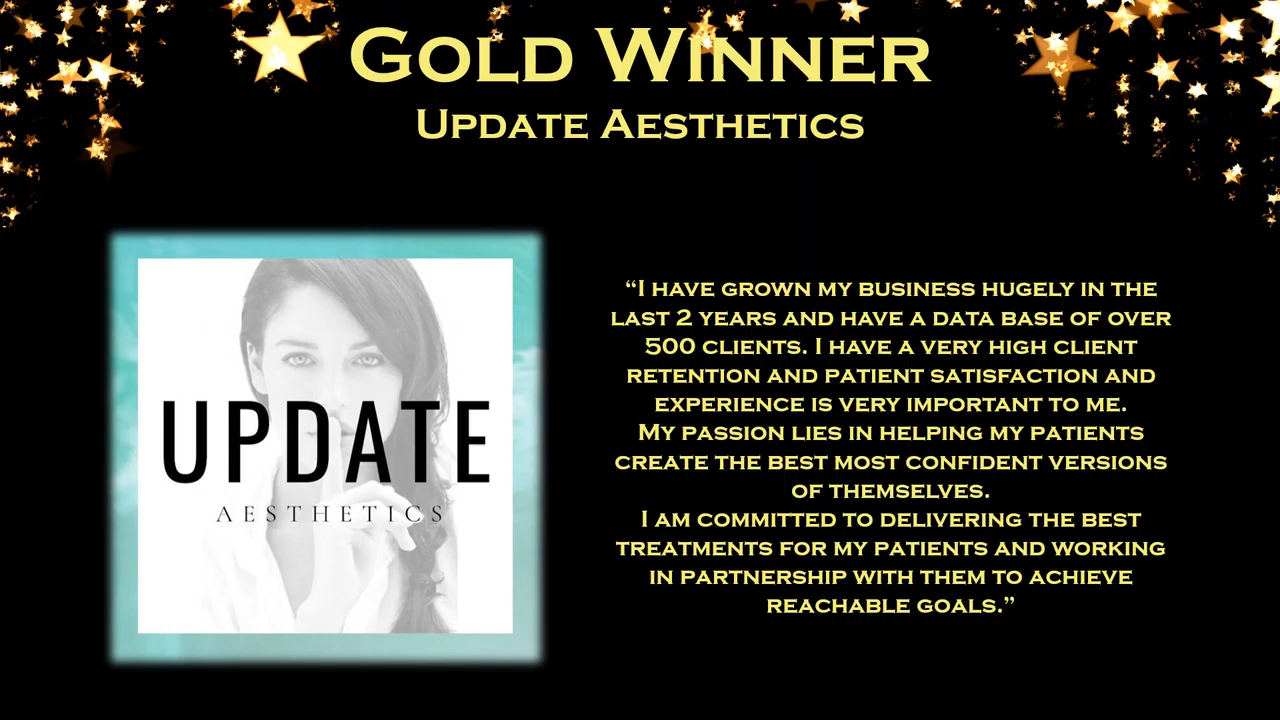 Gold Winner
Update Aesthetics
UPDATE
AESTHETICS
“I have grown my business hugely in the
last 2 years and have a data base of over
500 clients. I have a very high client
retention and patient satisfaction and
experience is very important to me.
My passion lies in helping my patients
create the best most confident versions
of themselves.
I am committed to delivering the best
treatments for my patients and working
in partnership with them to achieve
reachable goals.”